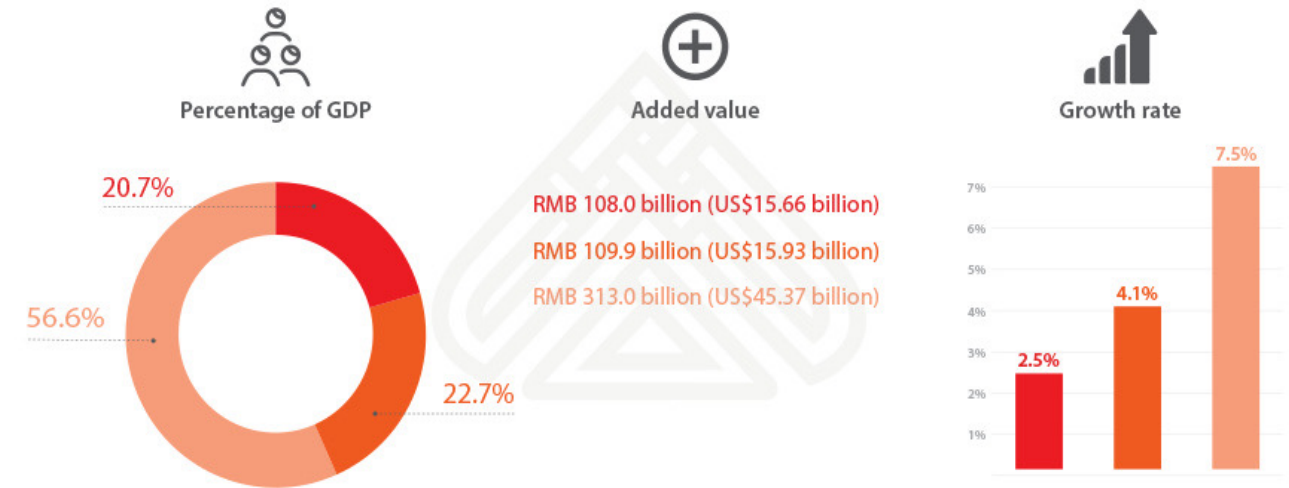 Percentage of GDP
20.7%
56.6%
22.7%
Added value
RMB 108.0 billion (US$15.66 billion)
RMB 109.9 billion (US$15.93 billion)
RMB 313.0 billion (US$45.37 billion)
Growth rate
7.5%
7%
6%
5%
4.1%
4%
3%
2.5%
2%
1%